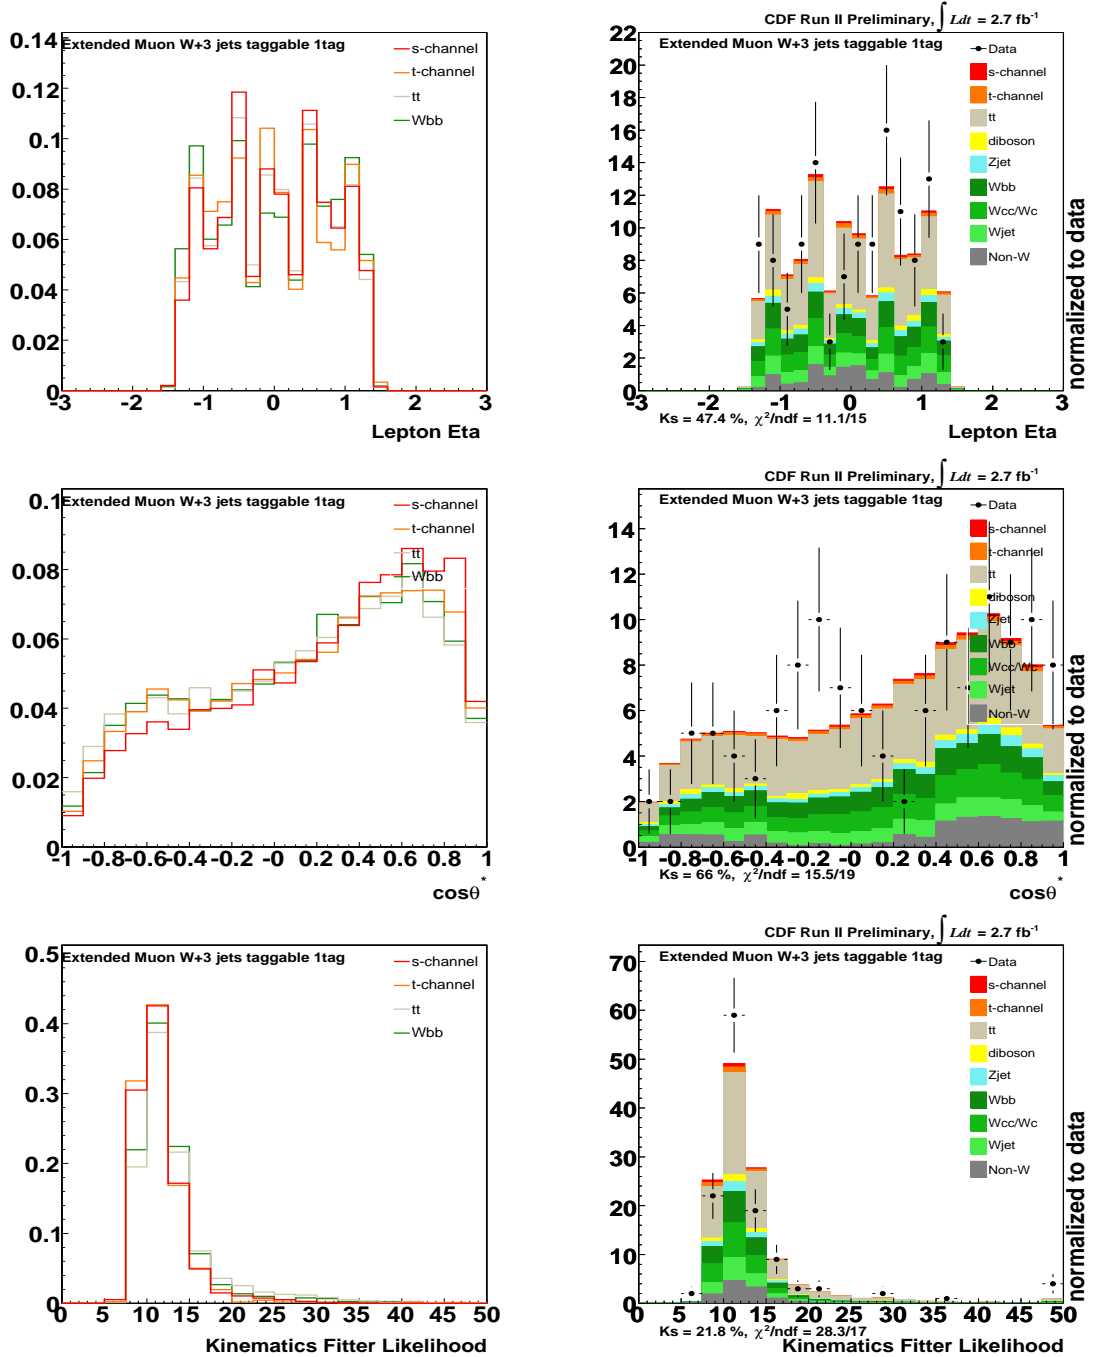 Extended Muon W+3 jets taggable 1tag
s-channel
t-channel
tt
Wbb
0.14
0.12
0.1
0.08
0.06
0.04
0.02
0
-3 -2 -1 0 1 2 3
Lepton Eta
CDF Run II Preliminary, ∫ Ldt = 2.7 fb⁻¹
Extended Muon W+3 jets taggable 1tag
Data
s-channel
t-channel
tt
diboson
Zjet
Wbb
Wcc/Wc
Wjet
Non-W
22
20
18
16
14
12
10
8
6
4
2
0
-3 -2 -1 0 1 2 3
Ks = 47.4 %, χ²/ndf = 11.1/15
Lepton Eta
normalized to data
Extended Muon W+3 jets taggable 1tag
s-channel
t-channel
tt
Wbb
0.1
0.08
0.06
0.04
0.02
0
-1 -0.8 -0.6 -0.4 -0.2 -0 0.2 0.4 0.6 0.8 1
cosθ*
CDF Run II Preliminary, ∫ Ldt = 2.7 fb⁻¹
Extended Muon W+3 jets taggable 1tag
Data
s-channel
t-channel
tt
diboson
Zjet
Wbb
Wcc/Wc
Wjet
Non-W
14
12
10
8
6
4
2
0
-1 -0.8 -0.6 -0.4 -0.2 -0 0.2 0.4 0.6 0.8 1
Ks = 66 %, χ²/ndf = 15.5/19
cosθ*
normalized to data
Extended Muon W+3 jets taggable 1tag
s-channel
t-channel
tt
Wbb
0.5
0.4
0.3
0.2
0.1
0
0 5 10 15 20 25 30 35 40 45 50
Kinematics Fitter Likelihood
CDF Run II Preliminary, ∫ Ldt = 2.7 fb⁻¹
Extended Muon W+3 jets taggable 1tag
Data
s-channel
t-channel
tt
diboson
Zjet
Wbb
Wcc/Wc
Wjet
Non-W
70
60
50
40
30
20
10
0
0 5 10 15 20 25 30 35 40 45 50
Ks = 21.8 %, χ²/ndf = 28.3/17
Kinematics Fitter Likelihood
normalized to data